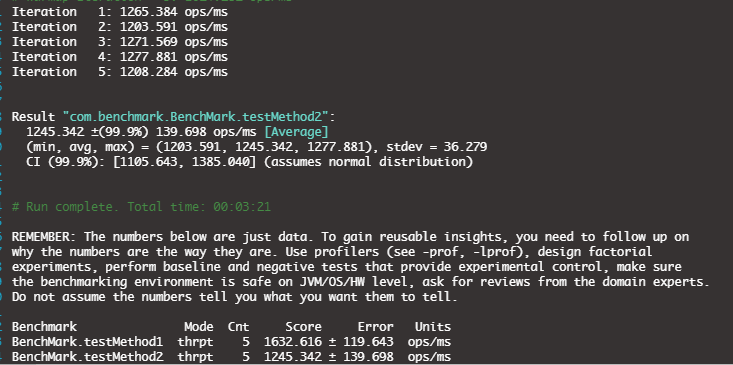 Iteration   1: 1265.384 ops/ms
Iteration   2: 1203.591 ops/ms
Iteration   3: 1271.569 ops/ms
Iteration   4: 1277.881 ops/ms
Iteration   5: 1208.284 ops/ms
Result "com.benchmark.BenchMark.testMethod2":
  1245.342 ±(99.9%) 139.698 ops/ms [Average]
  (min, avg, max) = (1203.591, 1245.342, 1277.881), stdev = 36.279
  CI (99.9%): [1105.643, 1385.040] (assumes normal distribution)
# Run complete. Total time: 00:03:21
REMEMBER: The numbers below are just data. To gain reusable insights, you need to follow up on
why the numbers are the way they are. Use profilers (see -prof, -lprof), design factorial
experiments, perform baseline and negative tests that provide experimental control, make sure
the benchmarking environment is safe on JVM/OS/HW level, ask for reviews from the domain experts.
Do not assume the numbers tell you what you want them to tell.
Benchmark               Mode  Cnt     Score     Error   Units
BenchMark.testMethod1  thrpt    5  1632.616 ± 119.643  ops/ms
BenchMark.testMethod2  thrpt    5  1245.342 ± 139.698  ops/ms